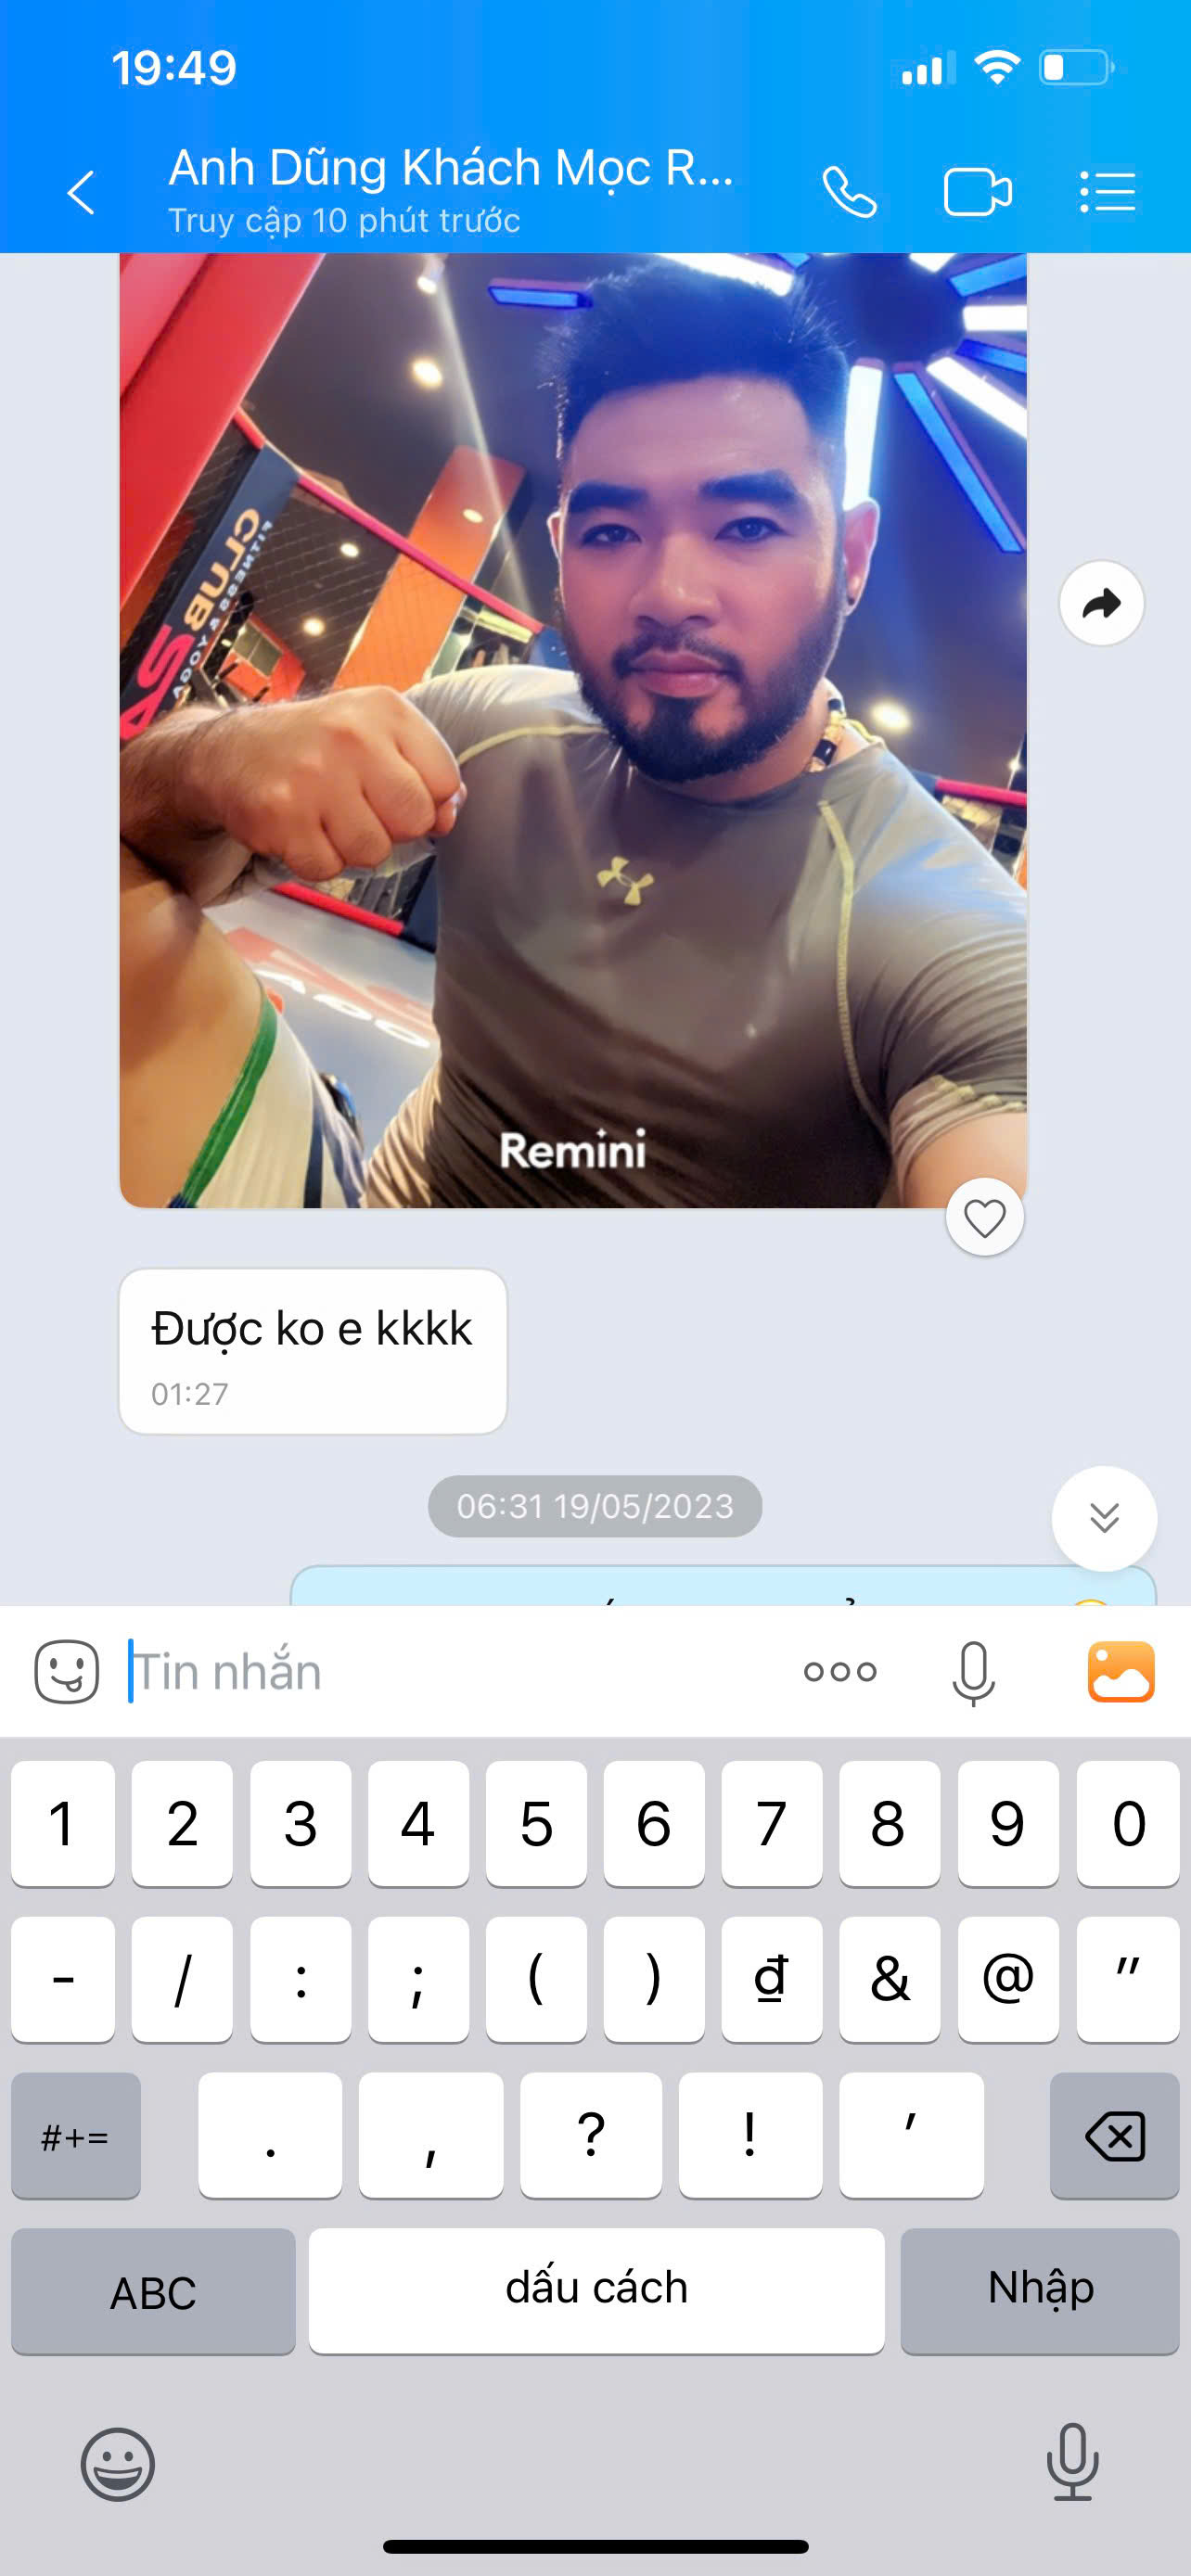 19:49
Anh Dũng Khách Mọc R...
Truy cập 10 phút trước
CLUB
FITNESS & YOGA
Remini
Được ko e kkkk
01:27
06:31 19/05/2023
Tin nhắn
1 2 3 4 5 6 7 8 9 0
- / : ; ( ) ₫ & @ "
#+= . , ? ! '
ABC dấu cách Nhập